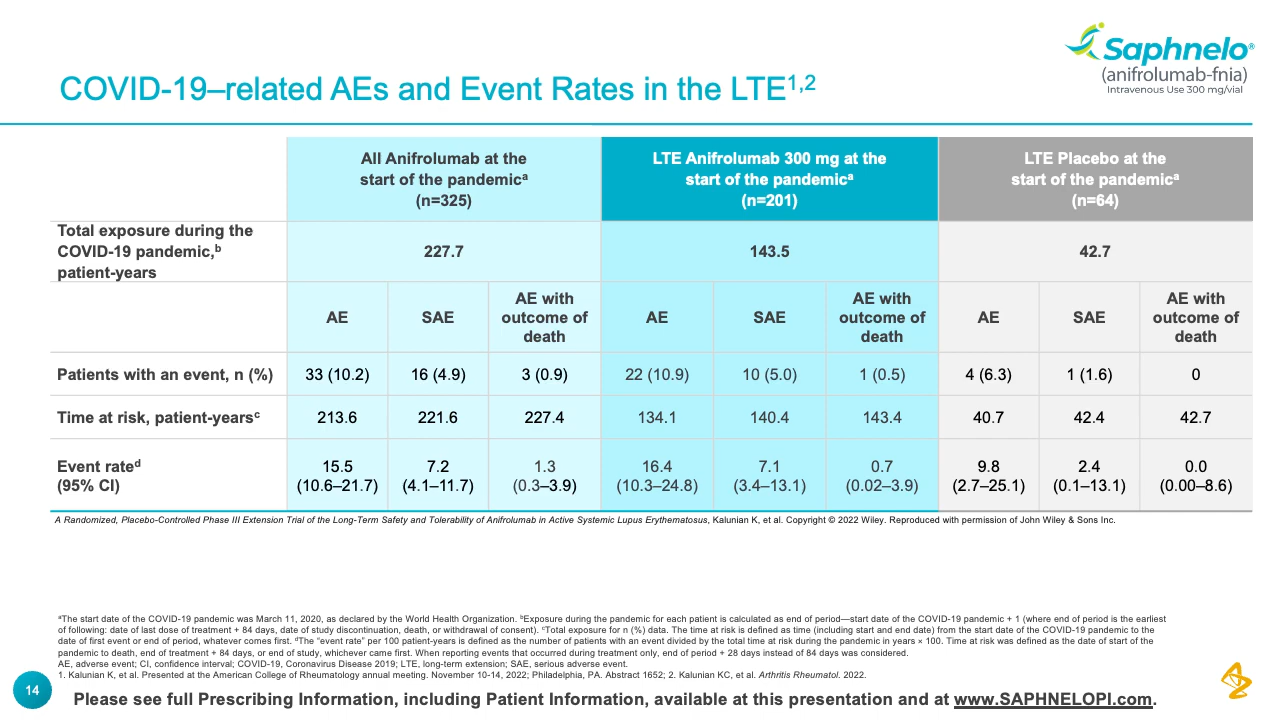 Saphnelo®
(anifrolumab-fnia)
Intravenous Use 300 mg/vial
COVID-19–related AEs and Event Rates in the LTE1,2
All Anifrolumab at the
start of the pandemicᵃ
(n=325)
LTE Anifrolumab 300 mg at the
start of the pandemicᵃ
(n=201)
LTE Placebo at the
start of the pandemicᵃ
(n=64)
Total exposure during the
COVID-19 pandemic,ᵇ
patient-years
227.7
143.5
42.7
AE
SAE
AE with
outcome of
death
AE
SAE
AE with
outcome of
death
AE
SAE
AE with
outcome of
death
Patients with an event, n (%) 33 (10.2) 16 (4.9) 3 (0.9) 22 (10.9) 10 (5.0) 1 (0.5) 4 (6.3) 1 (1.6) 0
Time at risk, patient-yearsᶜ 213.6 221.6 227.4 134.1 140.4 143.4 40.7 42.4 42.7
Event rateᵈ 15.5 7.2 1.3 16.4 7.1 0.7 9.8 2.4 0.0
(95% CI) (10.6–21.7) (4.1–11.7) (0.3–3.9) (10.3–24.8) (3.4–13.1) (0.02–3.9) (2.7–25.1) (0.1–13.1) (0.00–8.6)
A Randomized, Placebo-Controlled Phase III Extension Trial of the Long-Term Safety and Tolerability of Anifrolumab in Active Systemic Lupus Erythematosus, Kalunian K, et al. Copyright © 2022 Wiley. Reproduced with permission of John Wiley & Sons Inc.
ᵃThe start date of the COVID-19 pandemic was March 11, 2020, as declared by the World Health Organization. ᵇExposure during the pandemic for each patient is calculated as end of period—start date of the COVID-19 pandemic + 1 (where end of period is the earliest
of following: date of last dose of treatment + 84 days, date of study discontinuation, death, or withdrawal of consent). ᶜTotal exposure for n (%) data. The time at risk is defined as time (including start and end date) from the start date of the COVID-19 pandemic to the
date of first event or end of period, whatever comes first. ᵈThe “event rate” per 100 patient-years is defined as the number of patients with an event divided by the total time at risk during the pandemic in years × 100. Time at risk was defined as the date of start of the
pandemic to death, end of treatment + 84 days, or end of study, whichever came first. When reporting events that occurred during treatment only, end of period + 28 days instead of 84 days was considered.
AE, adverse event; CI, confidence interval; COVID-19, Coronavirus Disease 2019; LTE, long-term extension; SAE, serious adverse event.
1. Kalunian K, et al. Presented at the American College of Rheumatology annual meeting. November 10-14, 2022; Philadelphia, PA. Abstract 1652; 2. Kalunian KC, et al. Arthritis Rheumatol. 2022.
14
Please see full Prescribing Information, including Patient Information, available at this presentation and at www.SAPHNELOPI.com.